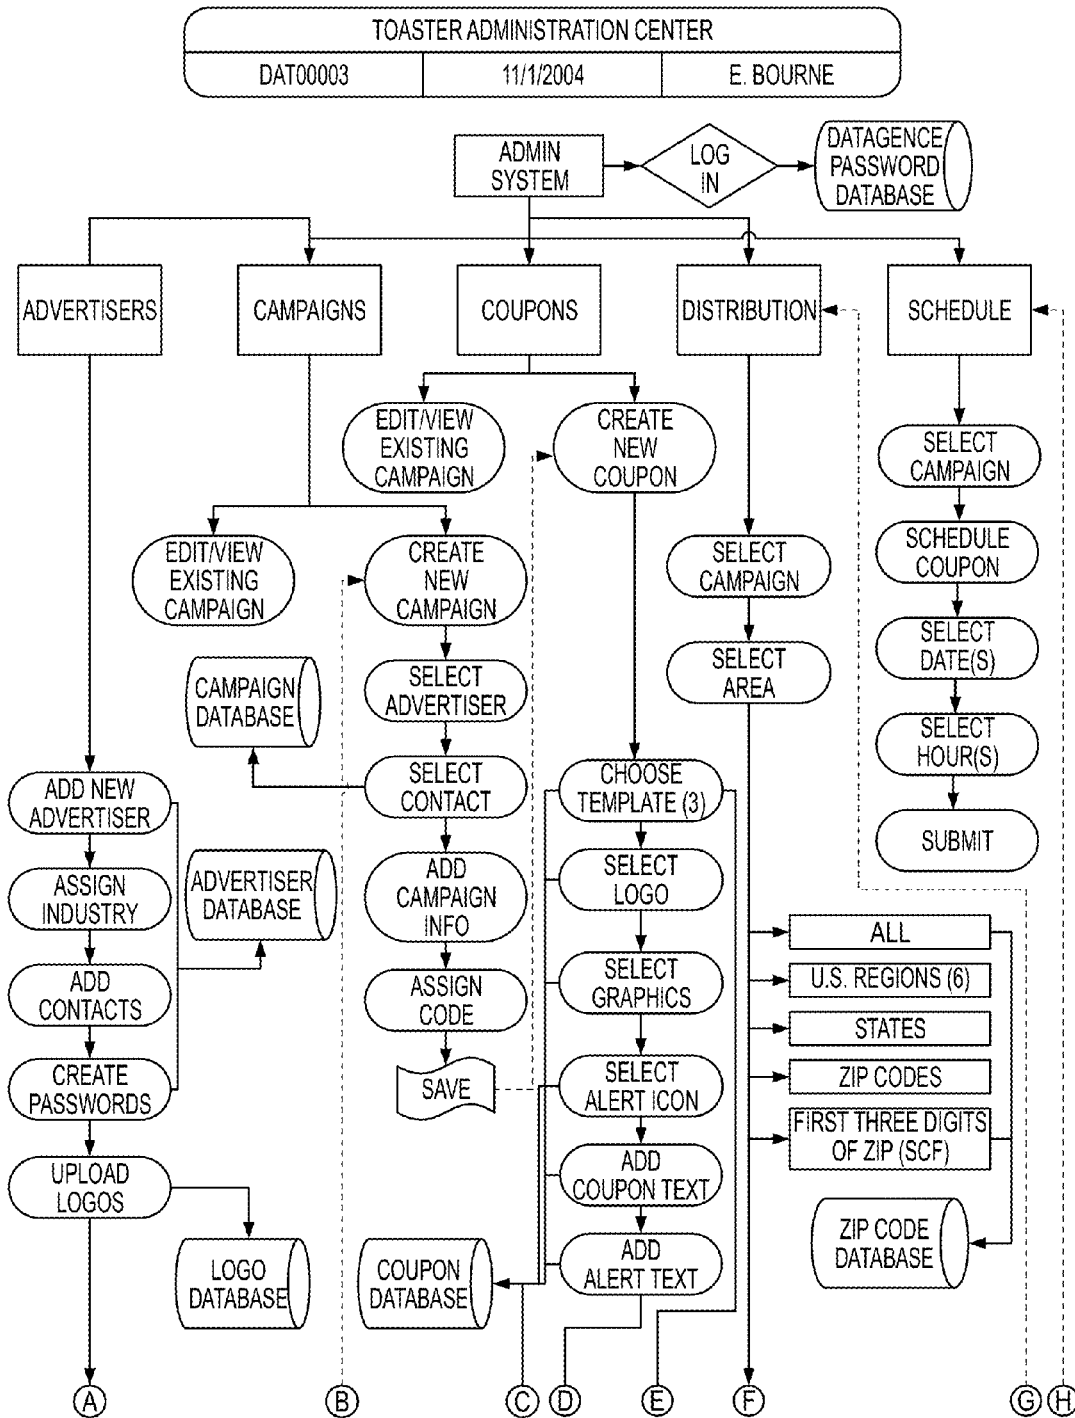 TOASTER ADMINISTRATION CENTER
DAT00003
11/1/2004
E. BOURNE
ADMIN
SYSTEM
LOG
IN
DATAGENCE
PASSWORD
DATABASE
ADVERTISERS
CAMPAIGNS
COUPONS
DISTRIBUTION
SCHEDULE
EDIT/VIEW
EXISTING
CAMPAIGN
CREATE
NEW
COUPON
SELECT
CAMPAIGN
EDIT/VIEW
EXISTING
CAMPAIGN
CREATE
NEW
CAMPAIGN
SELECT
CAMPAIGN
SCHEDULE
COUPON
SELECT
AREA
SELECT
DATE(S)
CAMPAIGN
DATABASE
SELECT
ADVERTISER
SELECT
HOUR(S)
ADD NEW
ADVERTISER
SELECT
CONTACT
CHOOSE
TEMPLATE (3)
SUBMIT
ASSIGN
INDUSTRY
ADVERTISER
DATABASE
ADD
CAMPAIGN
INFO
SELECT
LOGO
ALL
ADD
CONTACTS
ASSIGN
CODE
SELECT
GRAPHICS
U.S. REGIONS (6)
STATES
CREATE
PASSWORDS
SAVE
SELECT
ALERT ICON
ZIP CODES
FIRST THREE DIGITS
OF ZIP (SCF)
UPLOAD
LOGOS
ADD
COUPON TEXT
LOGO
DATABASE
COUPON
DATABASE
ADD
ALERT TEXT
ZIP CODE
DATABASE
A
B
C
D
E
F
G
H